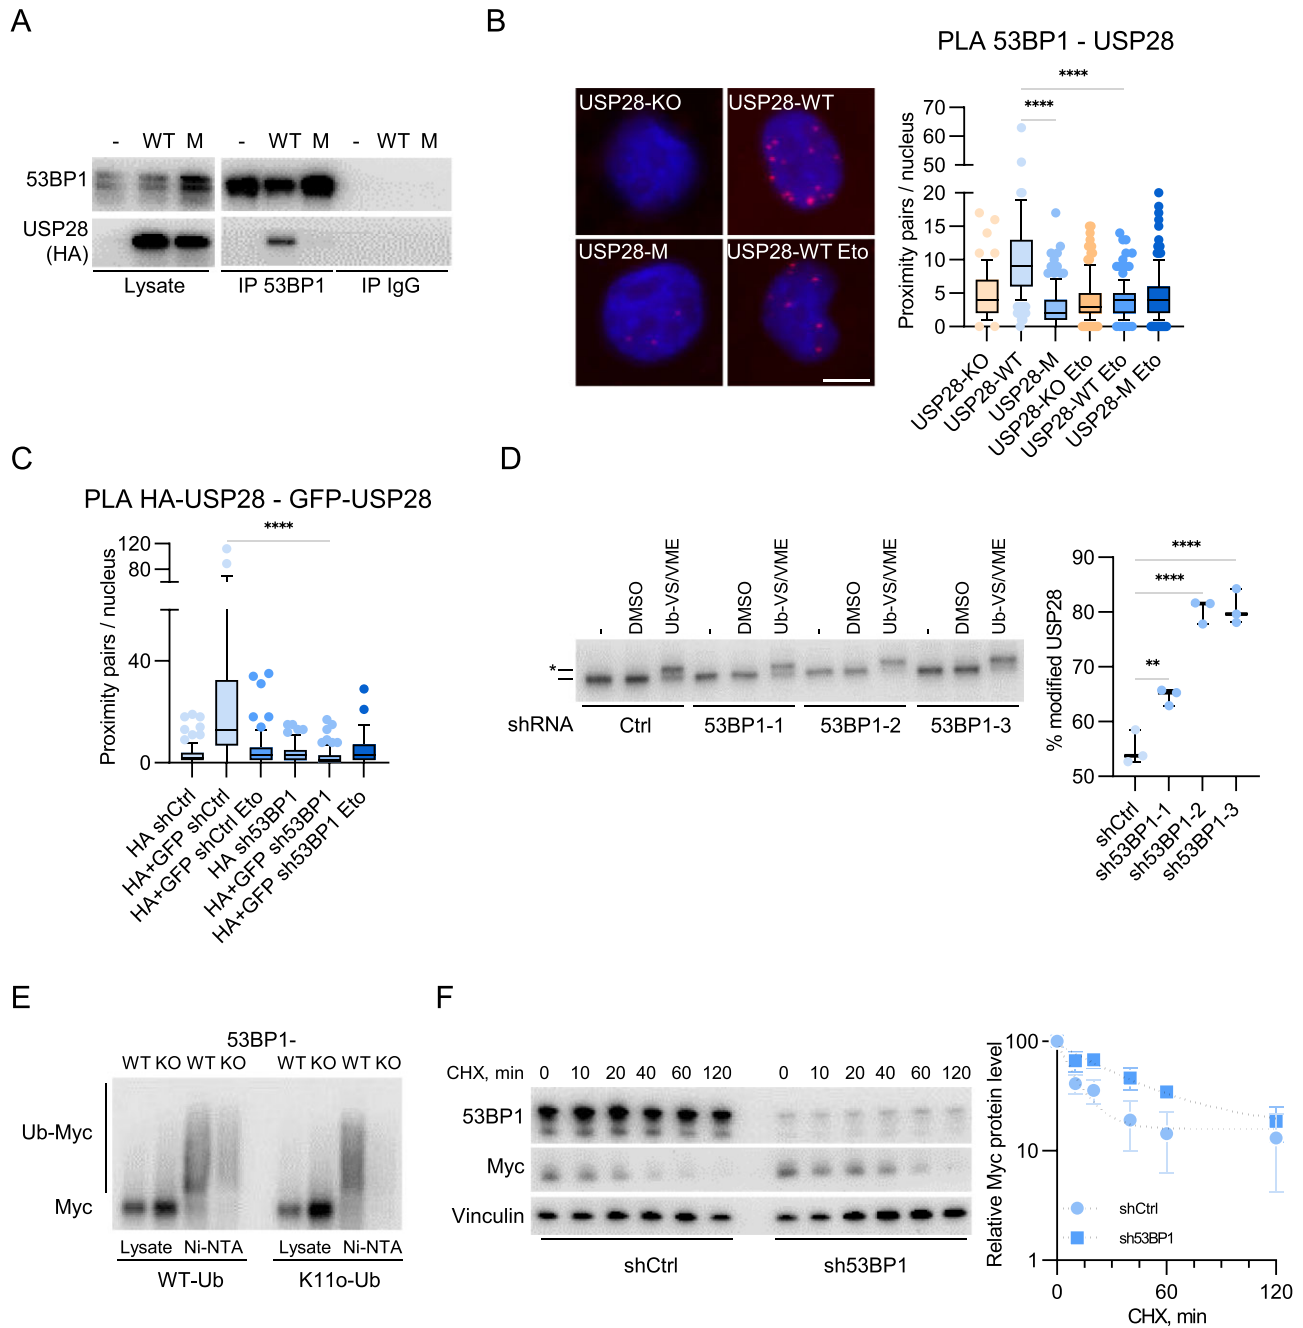 A
- WT M - WT M - WT M
53BP1
USP28
(HA)
Lysate IP 53BP1 IP IgG
B
PLA 53BP1 - USP28
USP28-KO USP28-WT
USP28-M USP28-WT Eto
Proximity pairs / nucleus
70
60
50
20
15
10
5
0
**** ****
USP28-KO
USP28-WT
USP28-M
USP28-KO Eto
USP28-WT Eto
USP28-M Eto
C
PLA HA-USP28 - GFP-USP28
****
Proximity pairs / nucleus
120
80
40
0
HA shCtrl
HA+GFP shCtrl
HA+GFP shCtrl Eto
HA sh53BP1
HA+GFP sh53BP1
HA+GFP sh53BP1 Eto
D
- DMSO Ub-VS/VME - DMSO Ub-VS/VME - DMSO Ub-VS/VME - DMSO Ub-VS/VME
*
shRNA Ctrl 53BP1-1 53BP1-2 53BP1-3
% modified USP28
90
80
70
60
50
****
****
**
shCtrl
sh53BP1-1
sh53BP1-2
sh53BP1-3
E
53BP1-
WT KO WT KO WT KO WT KO
Ub-Myc
Myc
Lysate Ni-NTA Lysate Ni-NTA
WT-Ub K11o-Ub
F
CHX, min 0 10 20 40 60 120 0 10 20 40 60 120
53BP1
Myc
Vinculin
shCtrl sh53BP1
Relative Myc protein level
100
10
1
shCtrl
sh53BP1
0 60 120
CHX, min